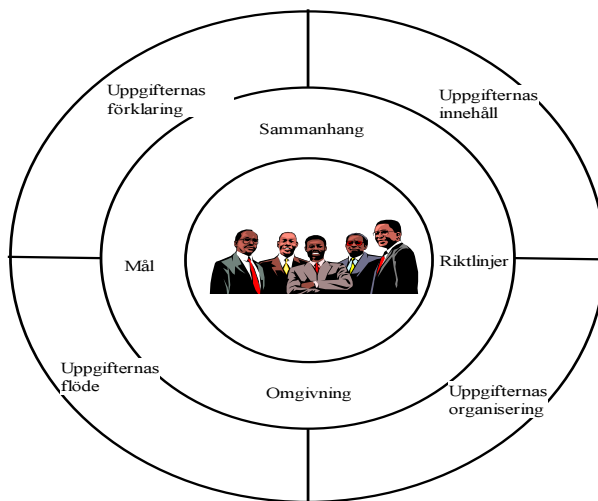 Uppgifternas
förklaring
Uppgifternas
innehåll
Sammanhang
Mål
Riktlinjer
Uppgifternas
flöde
Omgivning
Uppgifternas
organisering